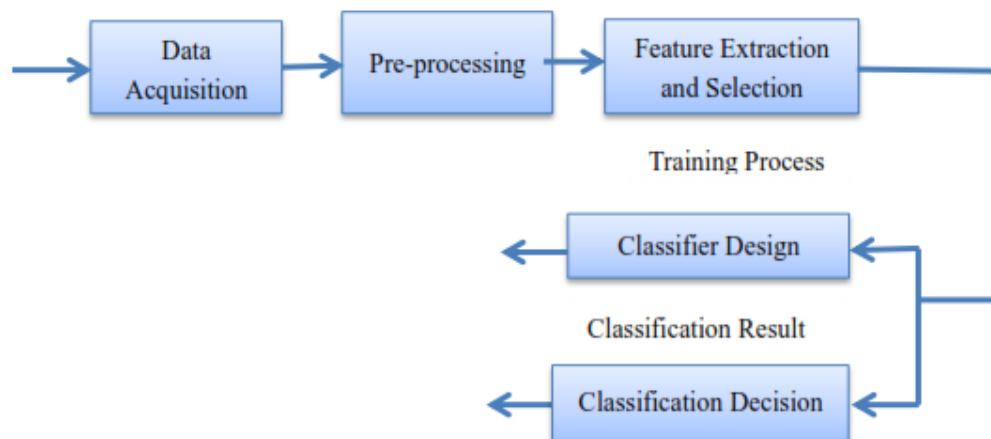 Data
Acquisition
Pre-processing
Feature Extraction
and Selection
Training Process
Classifier Design
Classification Result
Classification Decision